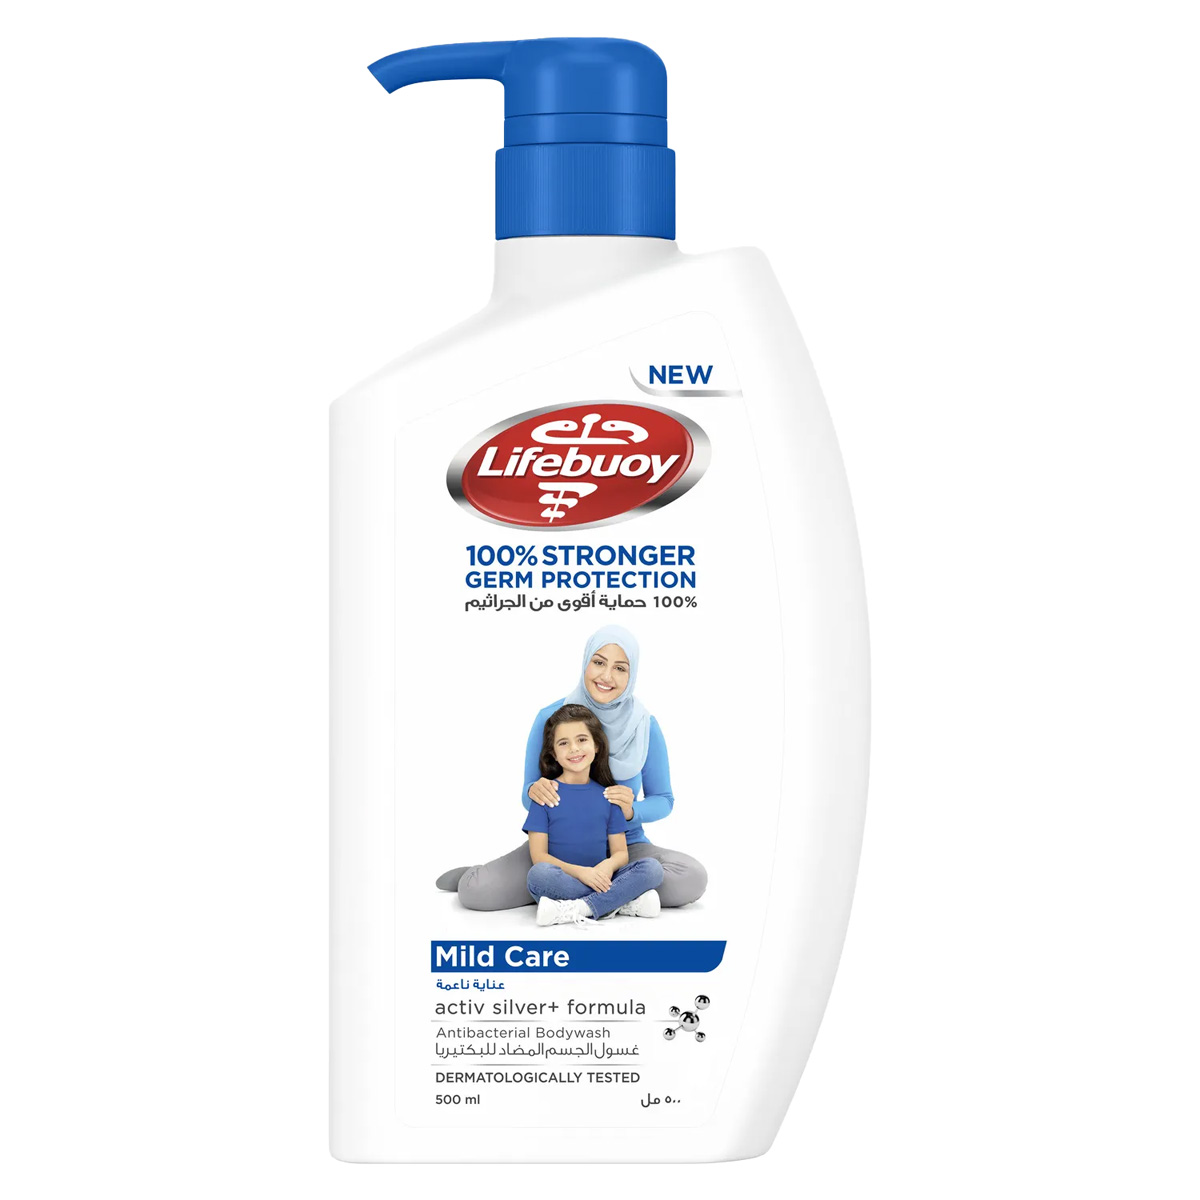 NEW
Lifebuoy
100% STRONGER
GERM PROTECTION
100% حماية أقوى من الجراثيم
Mild Care
عناية ناعمة
activ silver+ formula
Antibacterial Bodywash
غسول الجسم المضاد للبكتيريا
DERMATOLOGICALLY TESTED
500 ml ٥٠٠ مل